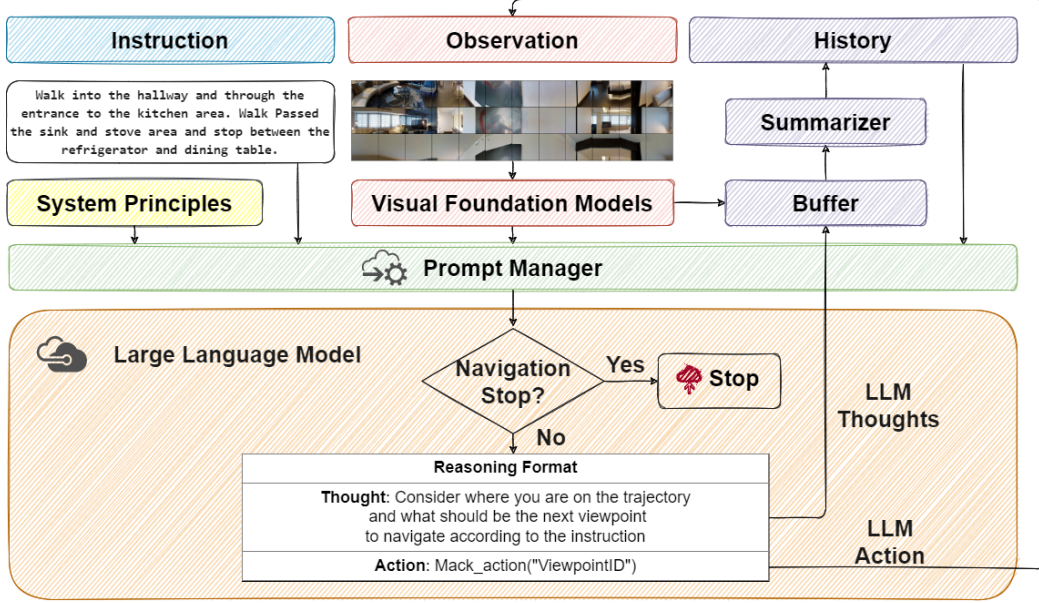 Instruction
Observation
History
Walk into the hallway and through the
entrance to the kitchen area. Walk Passed
the sink and stove area and stop between the
refrigerator and dining table.
Summarizer
System Principles
Visual Foundation Models
Buffer
Prompt Manager
Large Language Model
Navigation
Stop?
Yes
Stop
No
LLM
Thoughts
Reasoning Format
Thought: Consider where you are on the trajectory
and what should be the next viewpoint
to navigate according to the instruction
Action: Mack_action("ViewpointID")
LLM
Action